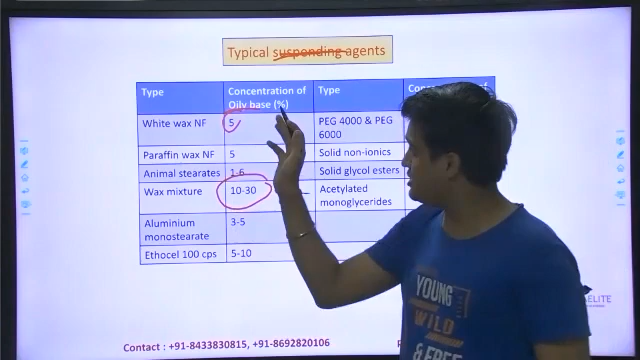 Typical suspending agents
Type
Concentration of
Oily base (%)
Type
White wax NF
5
PEG 4000 & PEG
6000
Paraffin wax NF
5
Solid non-ionics
Animal stearates
1-6
Solid glycol esters
Wax mixture
10-30
Acetylated
monoglycerides
Aluminium
monostearate
3-5
Ethocel 100 cps
5-10
Contact : +91-8433830815, +91-8692820106
YOUNG
WILD
& FREE
ELITE